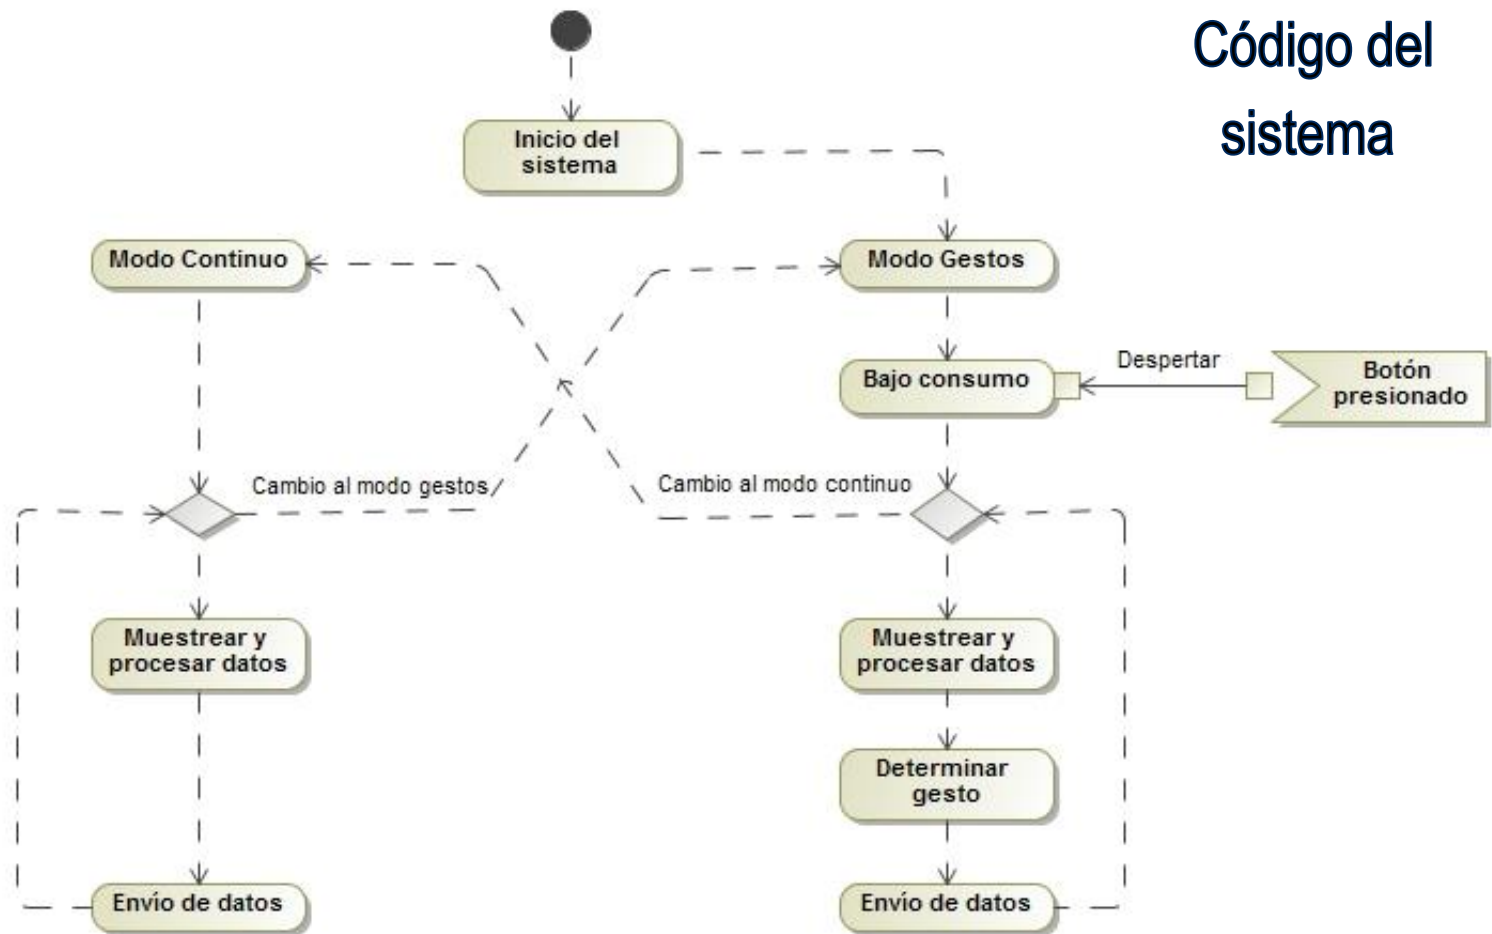 Código del
sistema
Inicio del
sistema
Modo Continuo
Modo Gestos
Despertar
Bajo consumo
Botón
presionado
Cambio al modo gestos
Cambio al modo continuo
Muestrear y
procesar datos
Muestrear y
procesar datos
Determinar
gesto
Envío de datos
Envío de datos